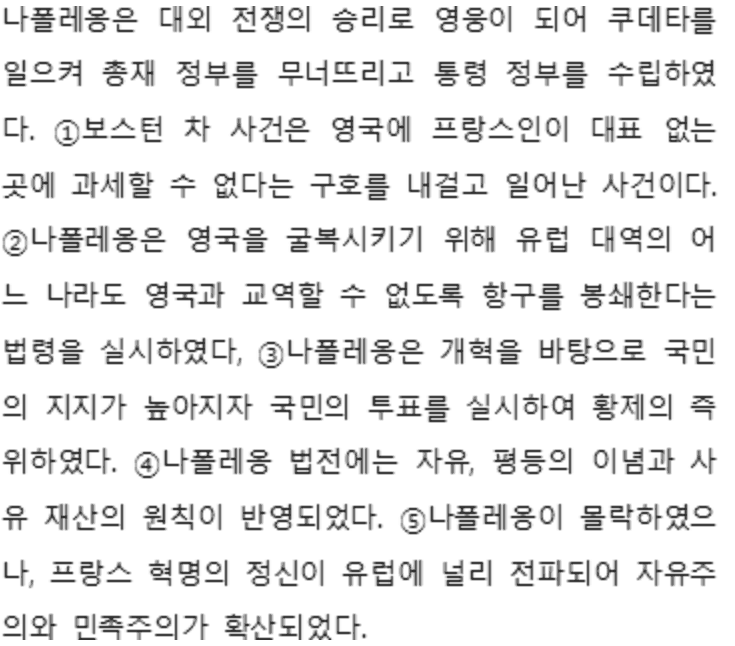 나폴레옹은 대외 전쟁의 승리로 영웅이 되어 쿠데타를
일으켜 총재 정부를 무너뜨리고 통령 정부를 수립하였
다. ①보스턴 차 사건은 영국에 프랑스인이 대표 없는
곳에 과세할 수 없다는 구호를 내걸고 일어난 사건이다.
②나폴레옹은 영국을 굴복시키기 위해 유럽 대역의 어
느 나라도 영국과 교역할 수 없도록 항구를 봉쇄한다는
법령을 실시하였다, ③나폴레옹은 개혁을 바탕으로 국민
의 지지가 높아지자 국민의 투표를 실시하여 황제의 즉
위하였다. ④나폴레옹 법전에는 자유, 평등의 이념과 사
유 재산의 원칙이 반영되었다. ⑤나폴레옹이 몰락하였으
나, 프랑스 혁명의 정신이 유럽에 널리 전파되어 자유주
의와 민족주의가 확산되었다.